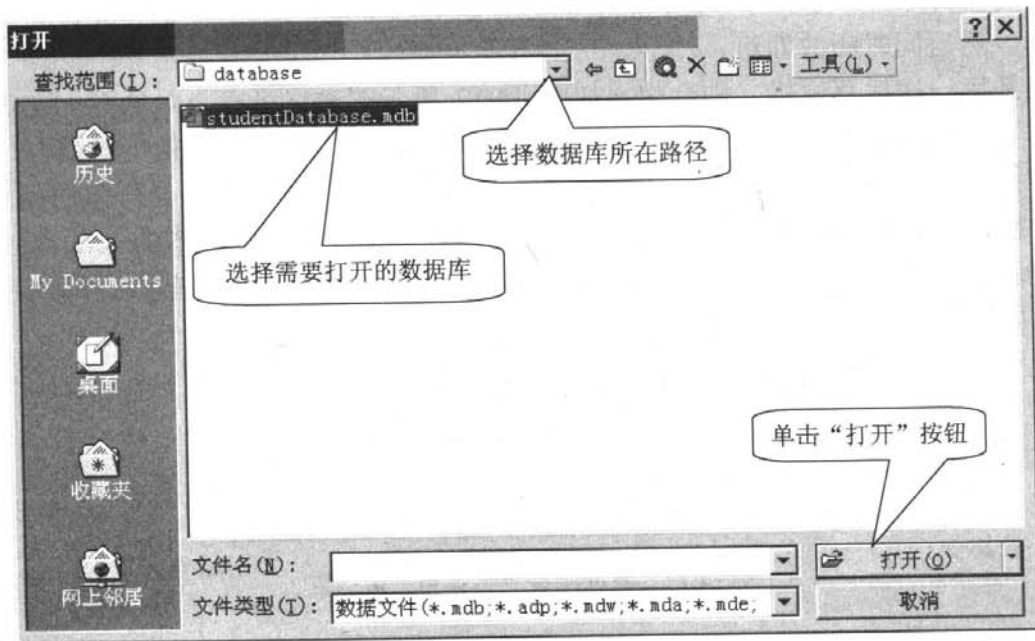 打开
查找范围(I): database 工具(L)
studentDatabase.mdb
选择数据库所在路径
历史
选择需要打开的数据库
My Documents
桌面
单击“打开”按钮
收藏夹
文件名(N): 打开(O)
网上邻居
文件类型(T): 数据文件(*.mdb;*.adp;*.mdw;*.mda;*.mde; 取消